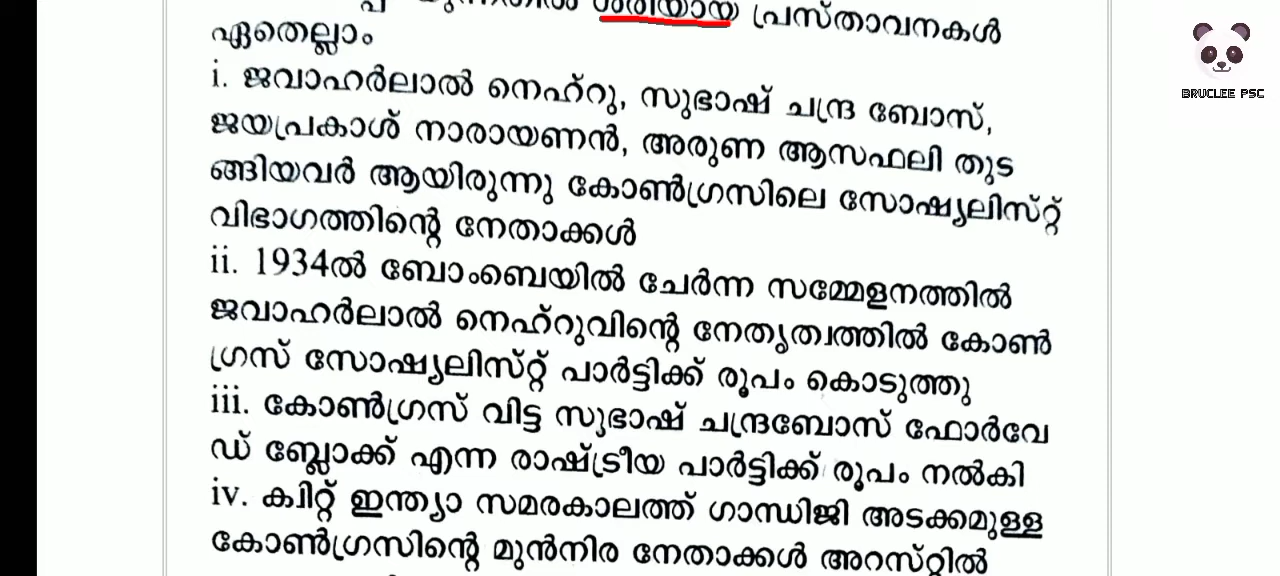 ശരിയായ പ്രസ്താവനകൾ
ഏതെല്ലാം
i. ജവാഹർലാൽ നെഹ്റു, സുഭാഷ് ചന്ദ്ര ബോസ്,
ജയപ്രകാശ് നാരായണൻ, അരുണ ആസഫലി തുട
ങ്ങിയവർ ആയിരുന്നു കോൺഗ്രസിലെ സോഷ്യലിസ്റ്റ്
വിഭാഗത്തിന്റെ നേതാക്കൾ
ii. 1934ൽ ബോംബെയിൽ ചേർന്ന സമ്മേളനത്തിൽ
ജവാഹർലാൽ നെഹ്റുവിന്റെ നേതൃത്വത്തിൽ കോൺ
ഗ്രസ് സോഷ്യലിസ്റ്റ് പാർട്ടിക്ക് രൂപം കൊടുത്തു
iii. കോൺഗ്രസ് വിട്ട സുഭാഷ് ചന്ദ്രബോസ് ഫോർവേ
ഡ് ബ്ലോക്ക് എന്ന രാഷ്ട്രീയ പാർട്ടിക്ക് രൂപം നൽകി
iv. ക്വിറ്റ് ഇന്ത്യാ സമരകാലത്ത് ഗാന്ധിജി അടക്കമുള്ള
കോൺഗ്രസിന്റെ മുൻനിര നേതാക്കൾ അറസ്റ്റിൽ
BRUCLEE PSC